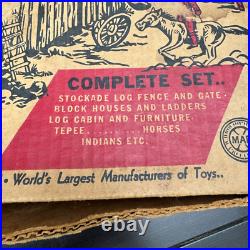 COMPLETE SET..
STOCKADE LOG FENCE AND GATE
BLOCK HOUSES AND LADDERS
LOG CABIN AND FURNITURE
TEPEE.........HORSES
INDIANS ETC.
MAR
• World's Largest Manufacturers of Toys..